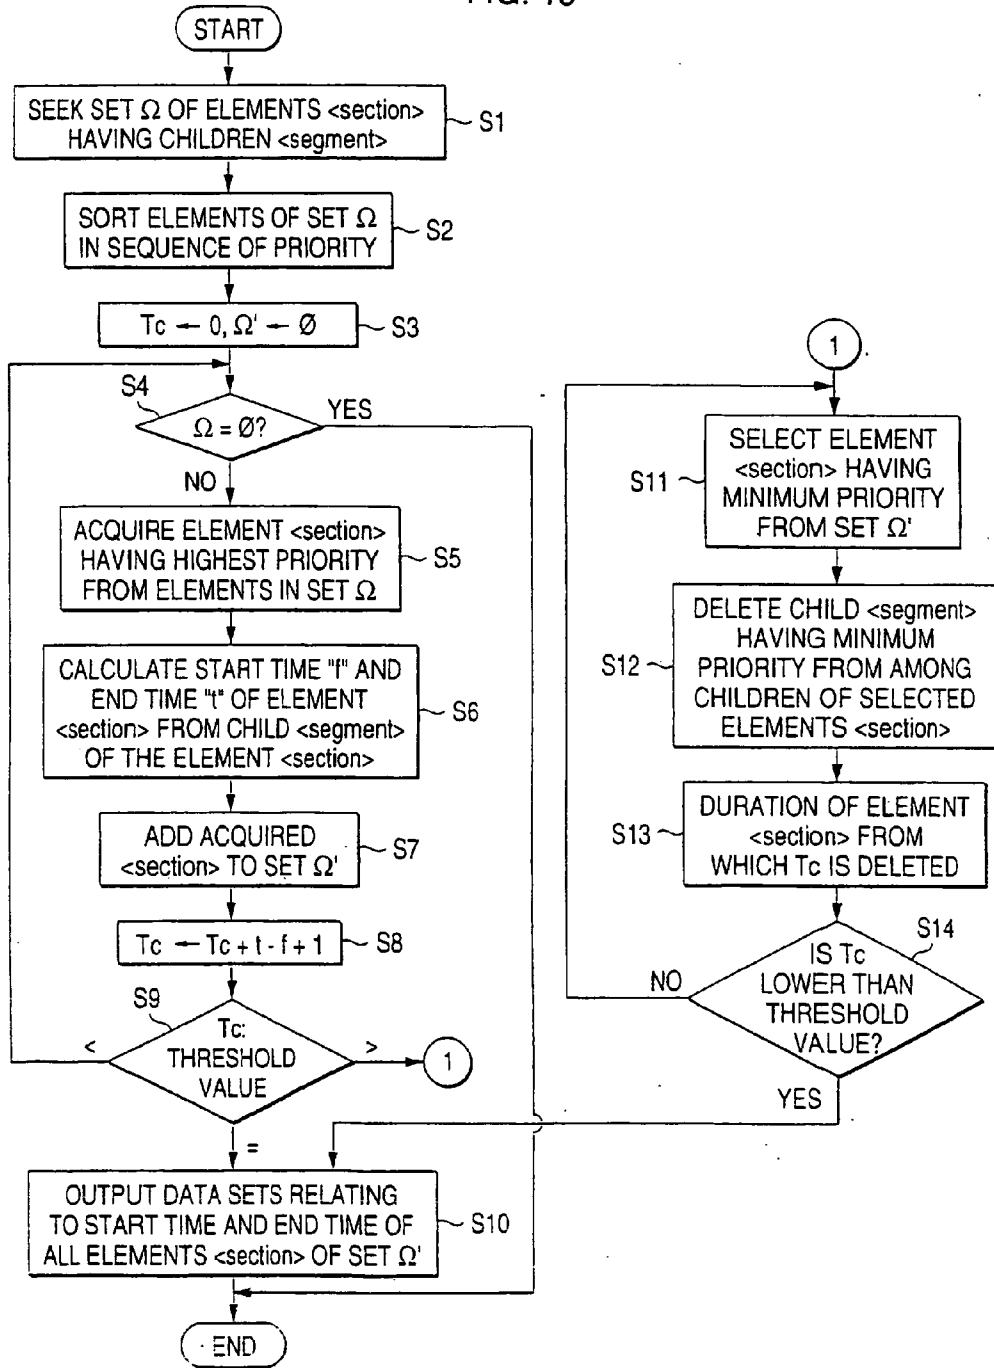 START
SEEK SET Ω OF ELEMENTS <section>
HAVING CHILDREN <segment>
S1
SORT ELEMENTS OF SET Ω
IN SEQUENCE OF PRIORITY
S2
Tc ← 0, Ω' ← Ø
S3
S4
Ω = Ø?
YES
NO
ACQUIRE ELEMENT <section>
HAVING HIGHEST PRIORITY
FROM ELEMENTS IN SET Ω
S5
CALCULATE START TIME "f" AND
END TIME "t" OF ELEMENT
<section> FROM CHILD <segment>
OF THE ELEMENT <section>
S6
ADD ACQUIRED
<section> TO SET Ω'
S7
Tc ← Tc + t - f + 1
S8
S9
Tc:
THRESHOLD
VALUE
<
>
1
=
OUTPUT DATA SETS RELATING
TO START TIME AND END TIME OF
ALL ELEMENTS <section> OF SET Ω'
S10
END
1
SELECT ELEMENT
<section> HAVING
MINIMUM PRIORITY
FROM SET Ω'
S11
DELETE CHILD <segment>
HAVING MINIMUM
PRIORITY FROM AMONG
CHILDREN OF SELECTED
ELEMENTS <section>
S12
DURATION OF ELEMENT
<section> FROM
WHICH Tc IS DELETED
S13
S14
IS Tc
LOWER THAN
THRESHOLD
VALUE?
NO
YES